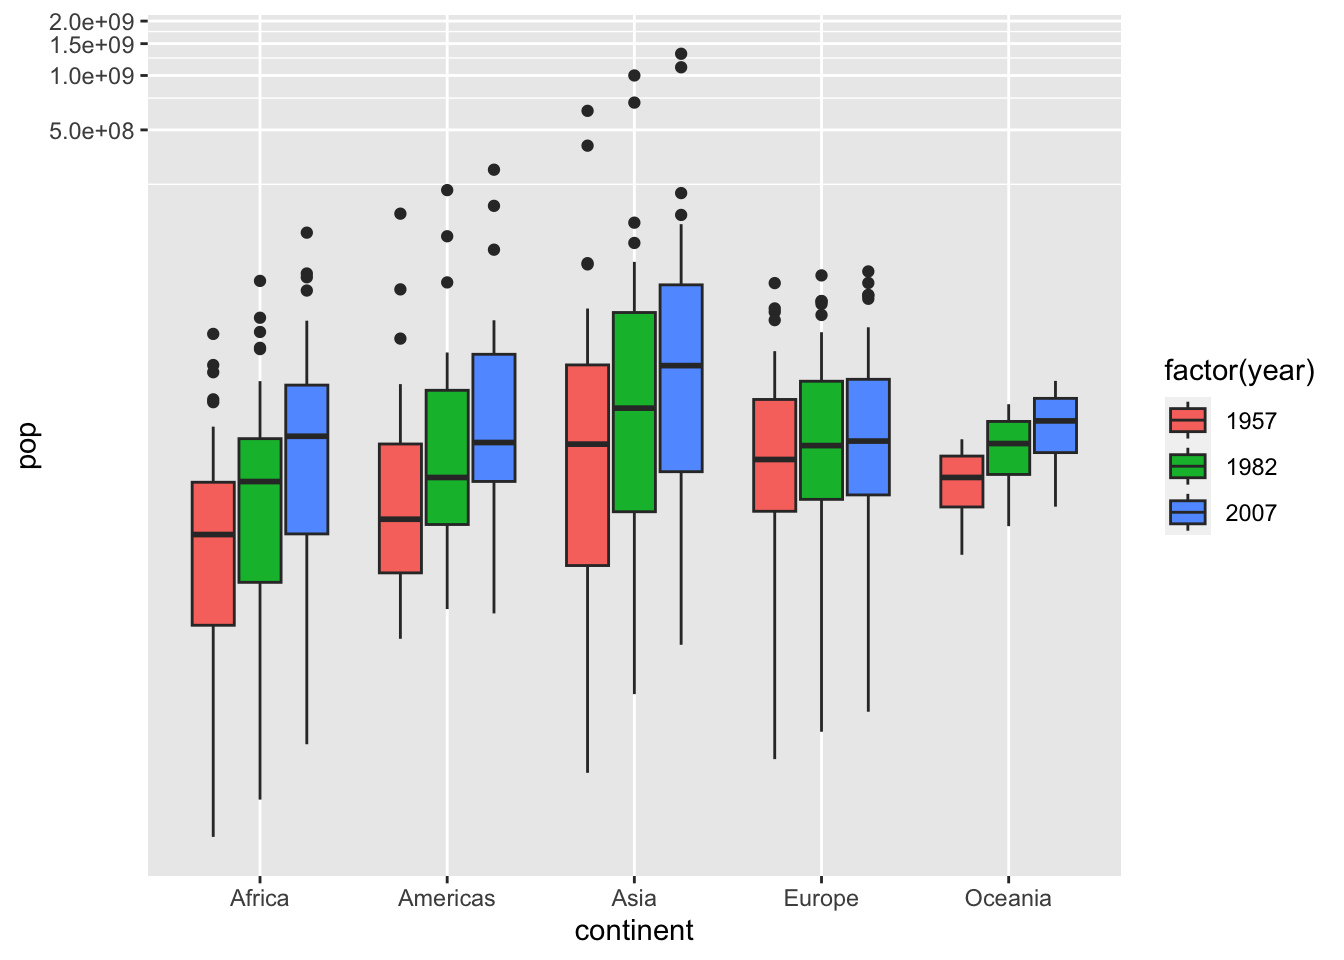 2.0e+09
1.5e+09
1.0e+09
5.0e+08
pop
Africa Americas Asia Europe Oceania
continent
factor(year)
1957
1982
2007